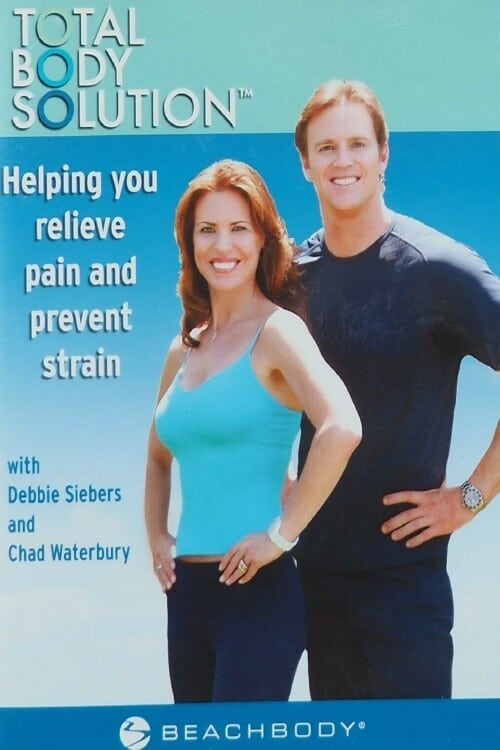 TOTAL
BODY
SOLUTION™
Helping you
relieve
pain and
prevent
strain
with
Debbie Siebers
and
Chad Waterbury
BEACHBODY®